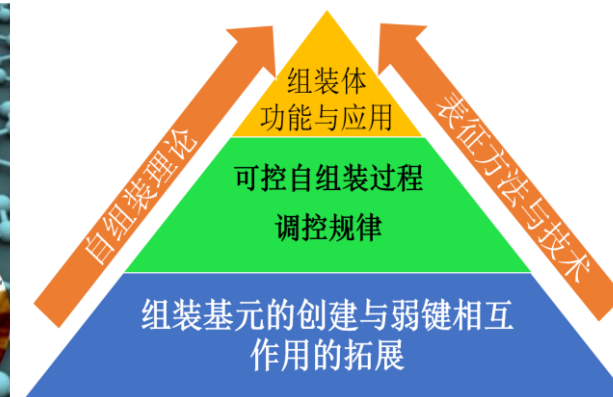 组装体
功能与应用
自组装理论
表征方法与技术
可控自组装过程
调控规律
组装基元的创建与弱键相互
作用的拓展